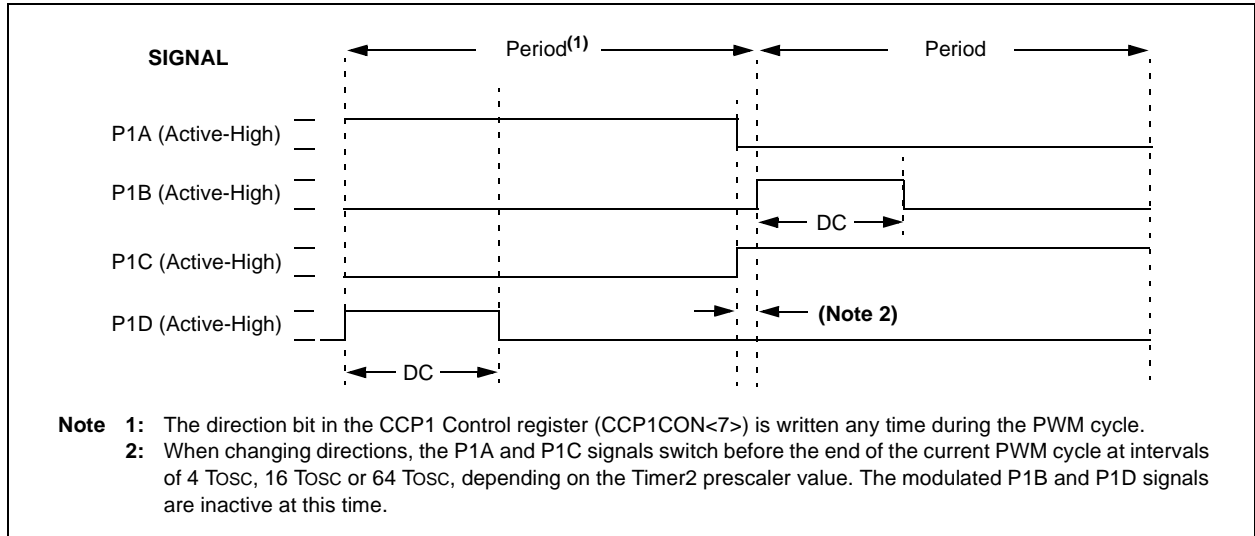 SIGNAL
Period(1)
Period
P1A (Active-High)
P1B (Active-High)
DC
P1C (Active-High)
P1D (Active-High)
(Note 2)
DC
Note 1: The direction bit in the CCP1 Control register (CCP1CON<7>) is written any time during the PWM cycle.
2: When changing directions, the P1A and P1C signals switch before the end of the current PWM cycle at intervals
of 4 TOSC, 16 TOSC or 64 TOSC, depending on the Timer2 prescaler value. The modulated P1B and P1D signals
are inactive at this time.